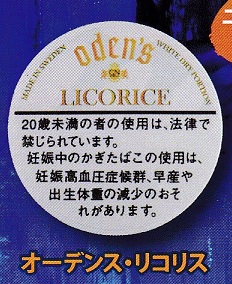 MADE IN SWEDEN
oden's
WHITE DRY PORTION
LICORICE
20歳未満の者の使用は、法律で
禁じられています。
妊娠中のかぎたばこの使用は、
妊娠高血圧症候群、早産や
出生体重の減少のおそ
れがあります。
オーデンス・リコリス